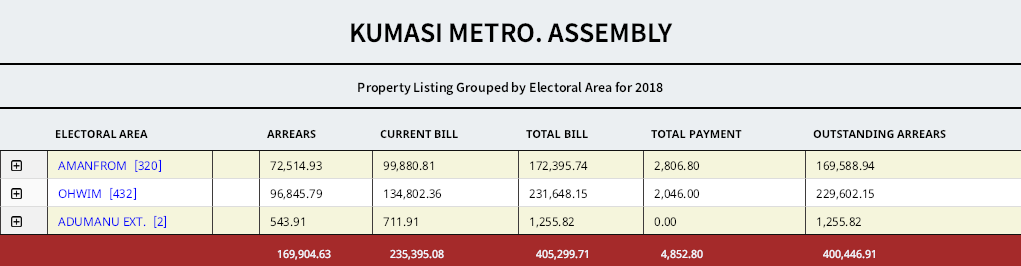 KUMASI METRO. ASSEMBLY
Property Listing Grouped by Electoral Area for 2018
ELECTORAL AREA ARREARS CURRENT BILL TOTAL BILL TOTAL PAYMENT OUTSTANDING ARREARS
AMANFROM [320] 72,514.93 99,880.81 172,395.74 2,806.80 169,588.94
OHWIM [432] 96,845.79 134,802.36 231,648.15 2,046.00 229,602.15
ADUMANU EXT. [2] 543.91 711.91 1,255.82 0.00 1,255.82
169,904.63 235,395.08 405,299.71 4,852.80 400,446.91